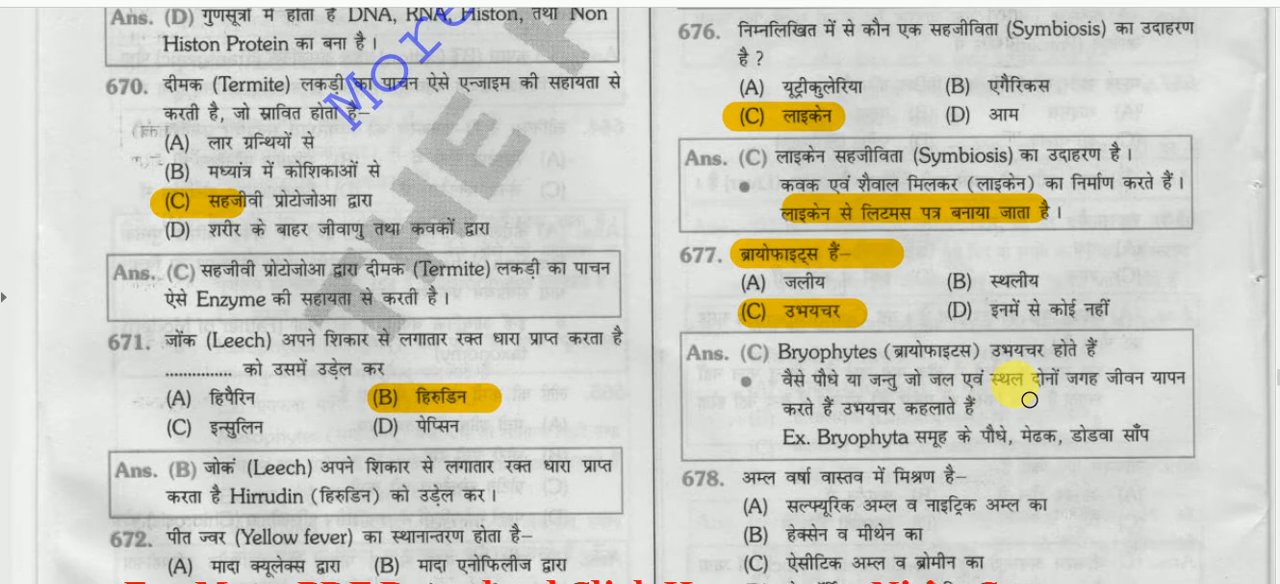 Ans. (D) गुणसूत्रों में होता है DNA, RNA, Histon, तथा Non
Histon Protein का बना है।
670. दीमक (Termite) लकड़ी का पाचन ऐसे एन्जाइम की सहायता से
करती है, जो स्रावित होता है–
(A) लार ग्रन्थियों से
(B) मध्यांत्र में कोशिकाओं से
(C) सहजीवी प्रोटोजोआ द्वारा
(D) शरीर के बाहर जीवाणु तथा कवकों द्वारा
Ans. (C) सहजीवी प्रोटोजोआ द्वारा दीमक (Termite) लकड़ी का पाचन
ऐसे Enzyme की सहायता से करती है।
671. जोंक (Leech) अपने शिकार से लगातार रक्त धारा प्राप्त करता है
.............. को उसमें उड़ेल कर
(A) हिपैरिन (B) हिरुडिन
(C) इन्सुलिन (D) पेप्सिन
Ans. (B) जोकं (Leech) अपने शिकार से लगातार रक्त धारा प्राप्त
करता है Hirrudin (हिरुडिन) को उड़ेल कर।
672. पीत ज्वर (Yellow fever) का स्थानान्तरण होता है–
(A) मादा क्यूलेक्स द्वारा (B) मादा एनोफिलीज द्वारा
676. निम्नलिखित में से कौन एक सहजीविता (Symbiosis) का उदाहरण
है ?
(A) यूट्रीकुलेरिया (B) एगैरिकस
(C) लाइकेन (D) आम
Ans. (C) लाइकेन सहजीविता (Symbiosis) का उदाहरण है।
● कवक एवं शैवाल मिलकर (लाइकेन) का निर्माण करते हैं।
लाइकेन से लिटमस पत्र बनाया जाता है।
677. ब्रायोफाइट्स हैं–
(A) जलीय (B) स्थलीय
(C) उभयचर (D) इनमें से कोई नहीं
Ans. (C) Bryophytes (ब्रायोफाइटस) उभयचर होते हैं
● वैसे पौधे या जन्तु जो जल एवं स्थल दोनों जगह जीवन यापन
करते हैं उभयचर कहलाते हैं
Ex. Bryophyta समूह के पौधे, मेढक, डोडवा साँप
678. अम्ल वर्षा वास्तव में मिश्रण है–
(A) सल्फ्यूरिक अम्ल व नाइट्रिक अम्ल का
(B) हेक्सेन व मीथेन का
(C) ऐसीटिक अम्ल व ब्रोमीन का
More
THE